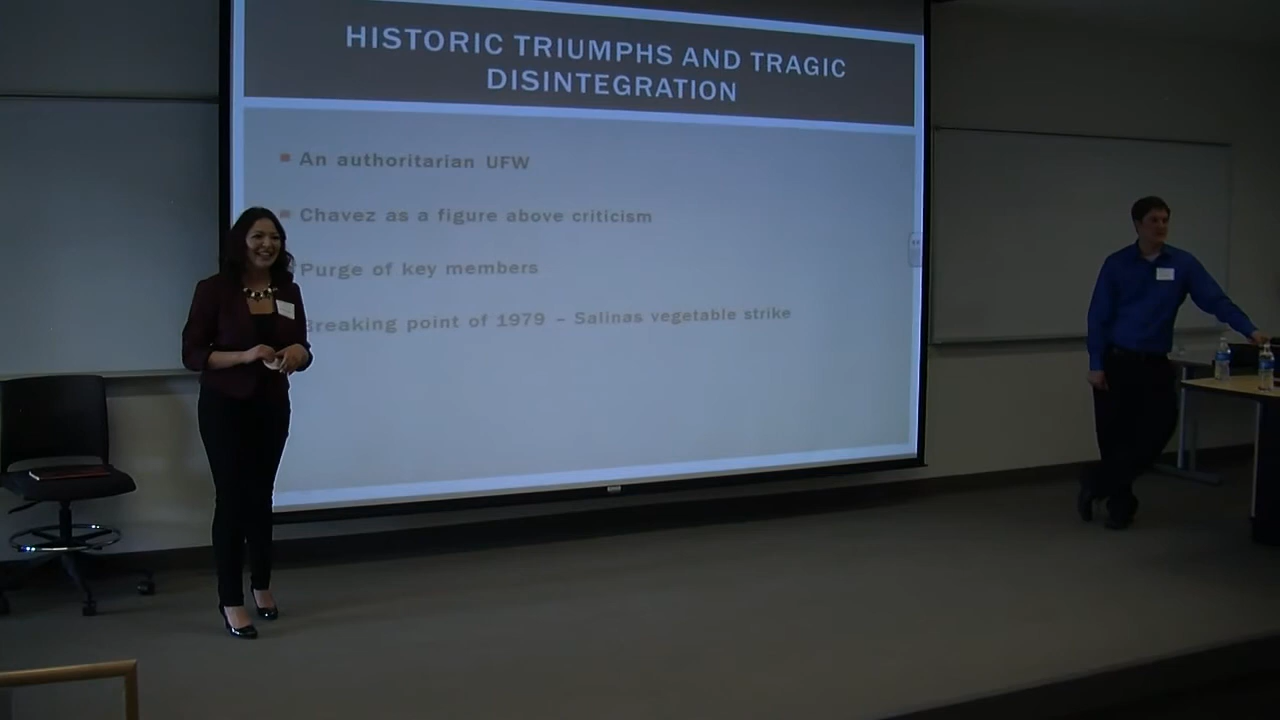 HISTORIC TRIUMPHS AND TRAGIC
DISINTEGRATION
An authoritarian UFW
Chavez as a figure above criticism
Purge of key members
Breaking point of 1979 – Salinas vegetable strike